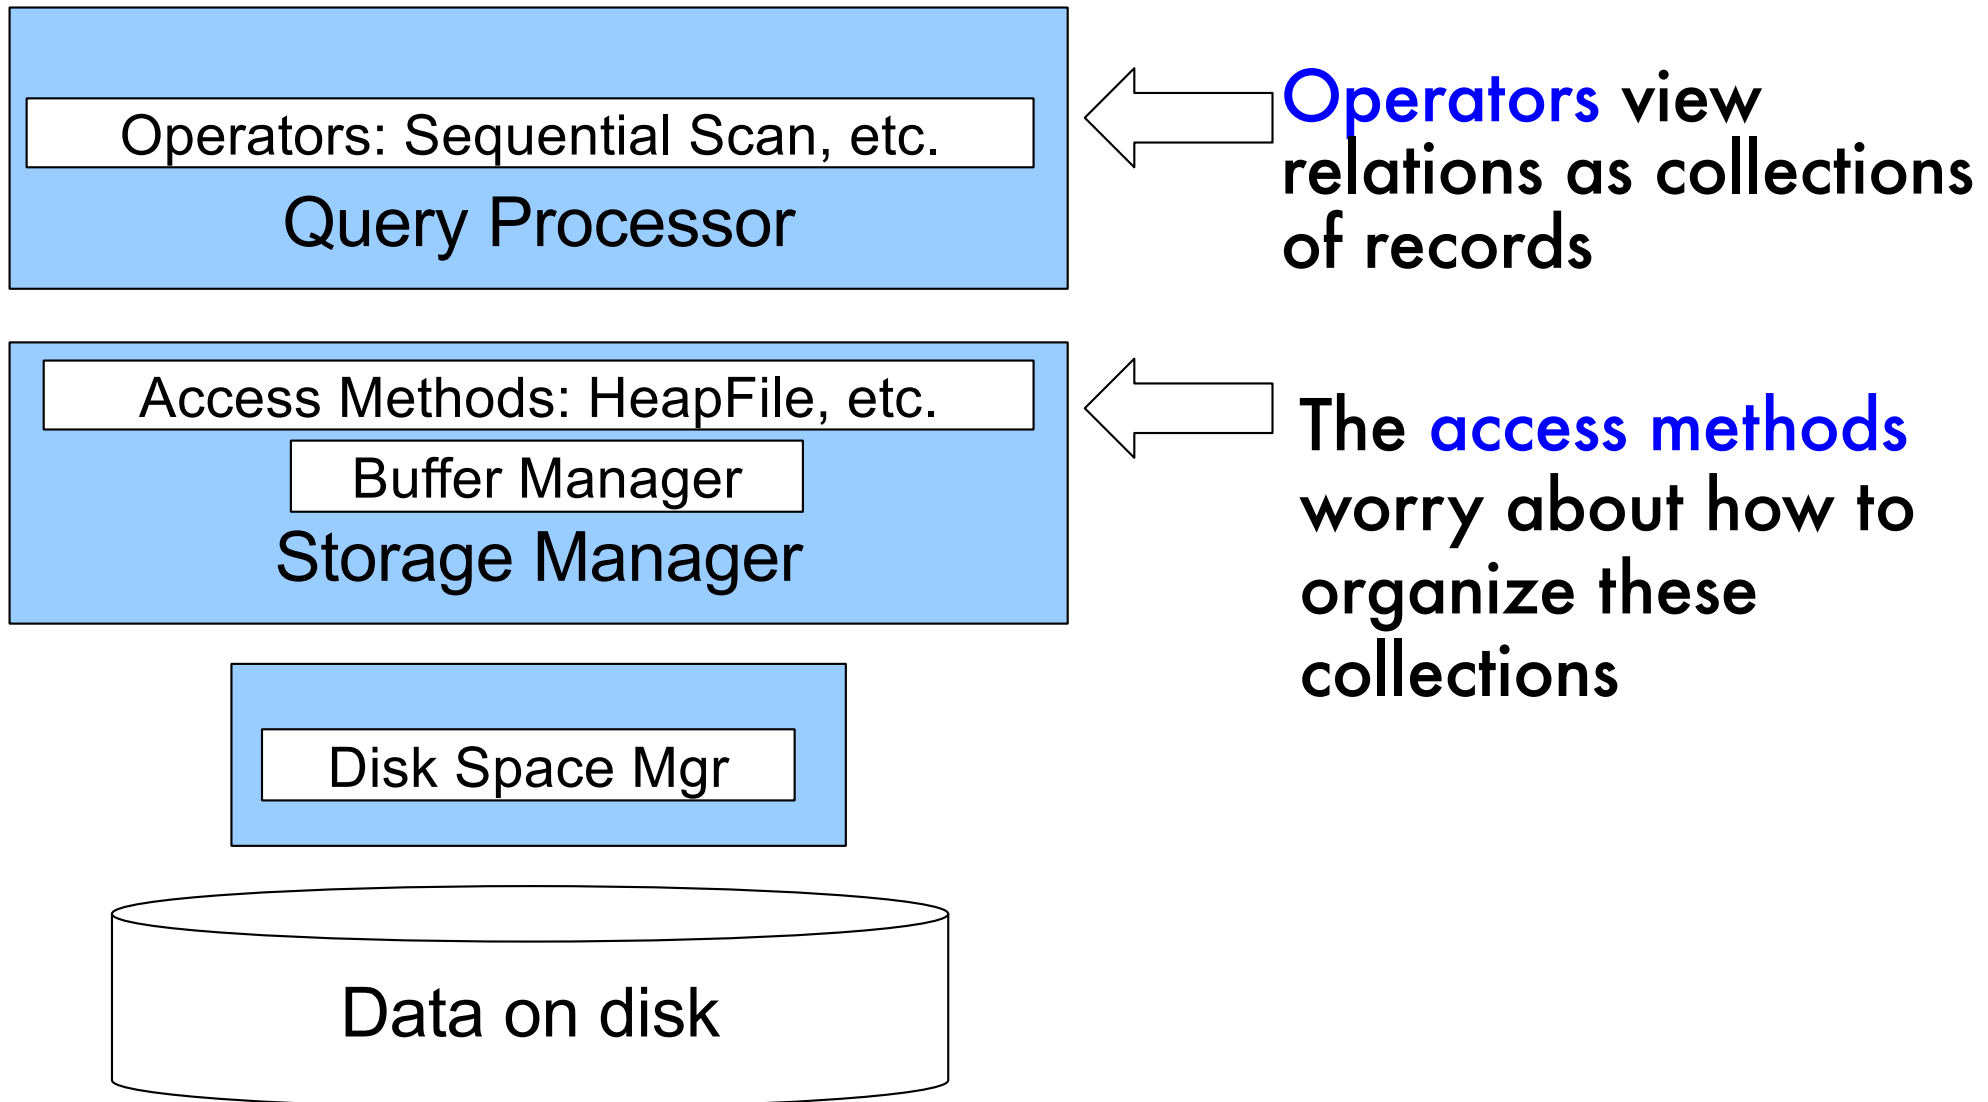 Operators: Sequential Scan, etc.
Query Processor
Operators view
relations as collections
of records
Access Methods: HeapFile, etc.
Buffer Manager
Storage Manager
The access methods
worry about how to
organize these
collections
Disk Space Mgr
Data on disk